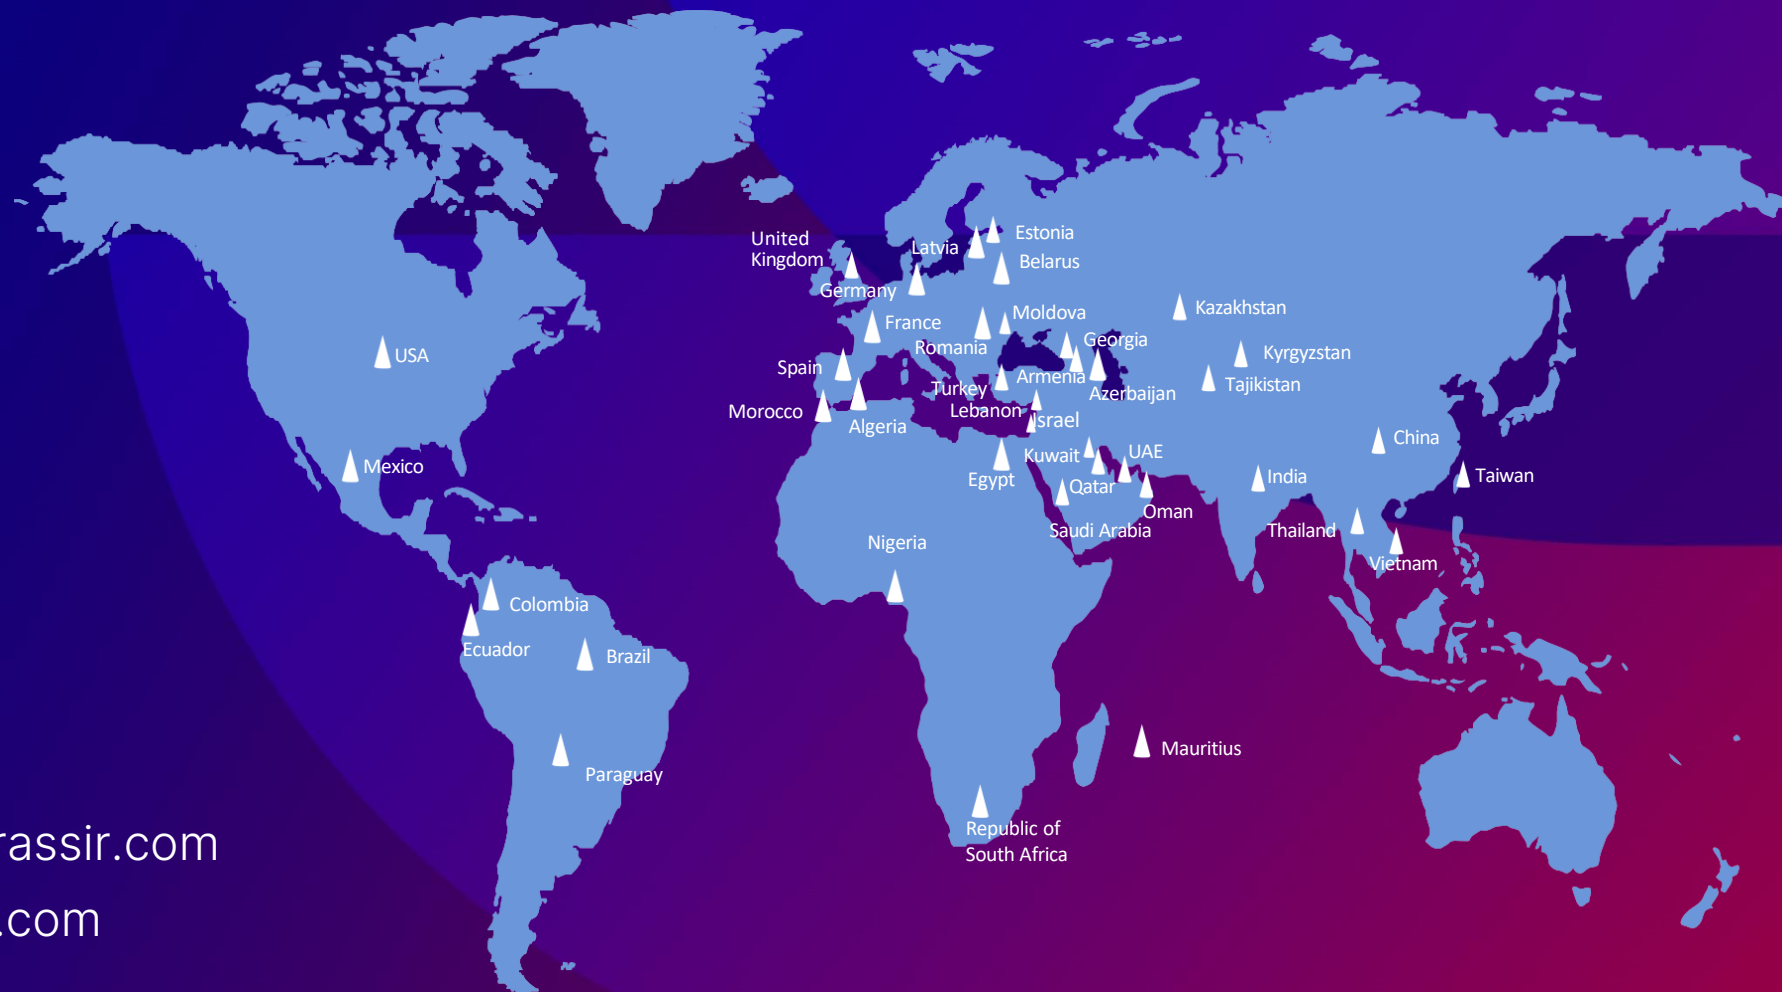 Estonia
United
Kingdom
Latvia
Belarus
Germany
Kazakhstan
Moldova
France
Georgia
Romania
Kyrgyzstan
USA
Spain
Armenia
Tajikistan
Turkey
Azerbaijan
Morocco
Lebanon
Israel
Algeria
China
UAE
Kuwait
Mexico
India
Taiwan
Egypt
Qatar
Oman
Saudi Arabia
Thailand
Nigeria
Vietnam
Colombia
Ecuador
Brazil
Mauritius
Paraguay
Republic of
South Africa
rassir.com
.com